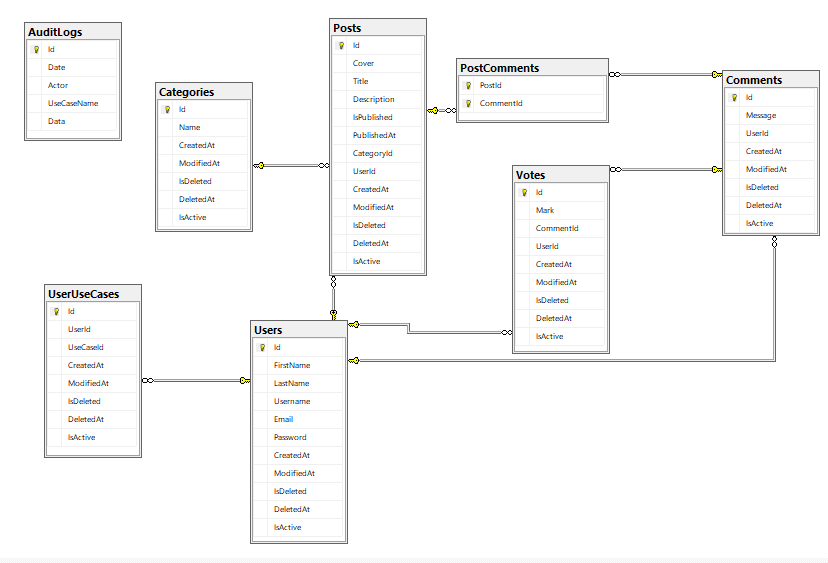 AuditLogs
Id
Date
Actor
UseCaseName
Data
Categories
Id
Name
CreatedAt
ModifiedAt
IsDeleted
DeletedAt
IsActive
Posts
Id
Cover
Title
Description
IsPublished
PublishedAt
CategoryId
UserId
CreatedAt
ModifiedAt
IsDeleted
DeletedAt
IsActive
PostComments
PostId
CommentId
Comments
Id
Message
UserId
CreatedAt
ModifiedAt
IsDeleted
DeletedAt
IsActive
Votes
Id
Mark
CommentId
UserId
CreatedAt
ModifiedAt
IsDeleted
DeletedAt
IsActive
UserUseCases
Id
UserId
UseCaseId
CreatedAt
ModifiedAt
IsDeleted
DeletedAt
IsActive
Users
Id
FirstName
LastName
Username
Email
Password
CreatedAt
ModifiedAt
IsDeleted
DeletedAt
IsActive